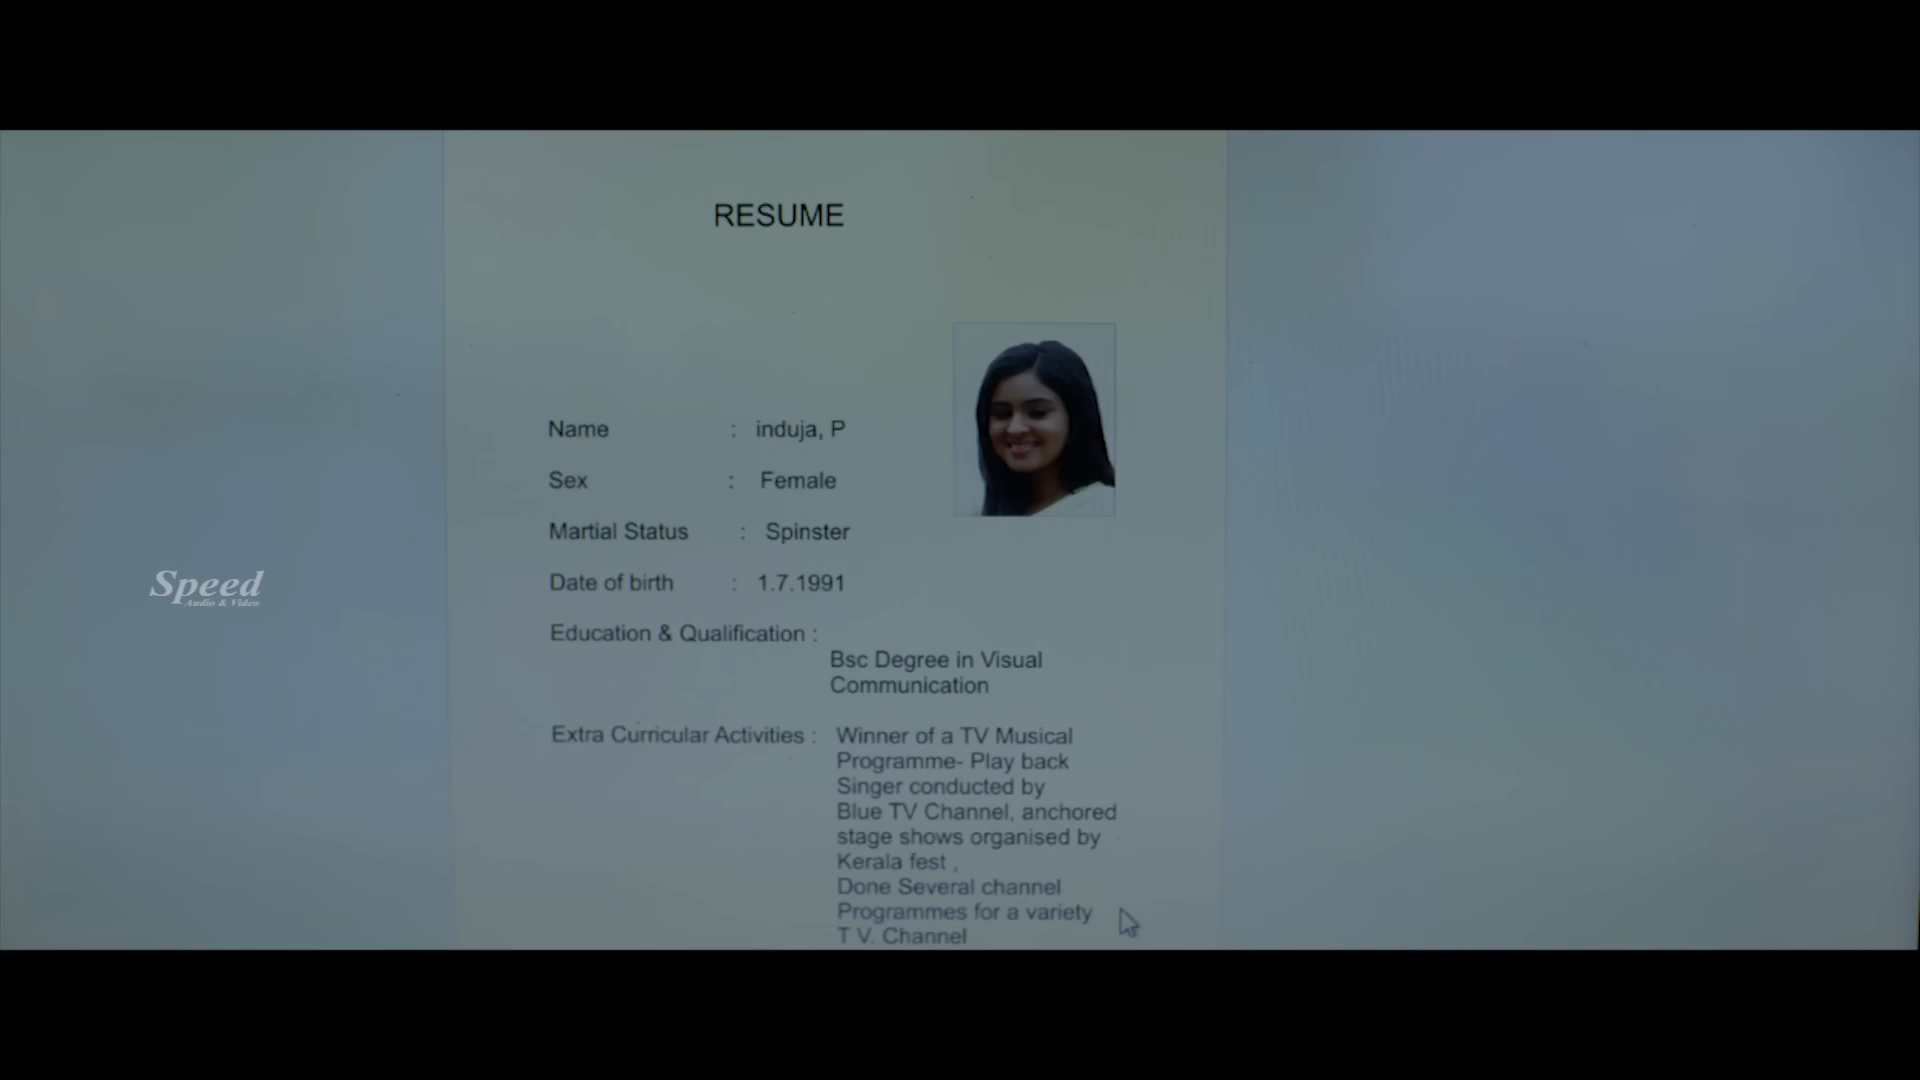 RESUME
Name : induja, P
Sex : Female
Martial Status : Spinster
Date of birth : 1.7.1991
Education & Qualification :
Bsc Degree in Visual
Communication
Extra Curricular Activities : Winner of a TV Musical
Programme- Play back
Singer conducted by
Blue TV Channel, anchored
stage shows organised by
Kerala fest ,
Done Several channel
Programmes for a variety
T V. Channel
Speed
Audio & Video